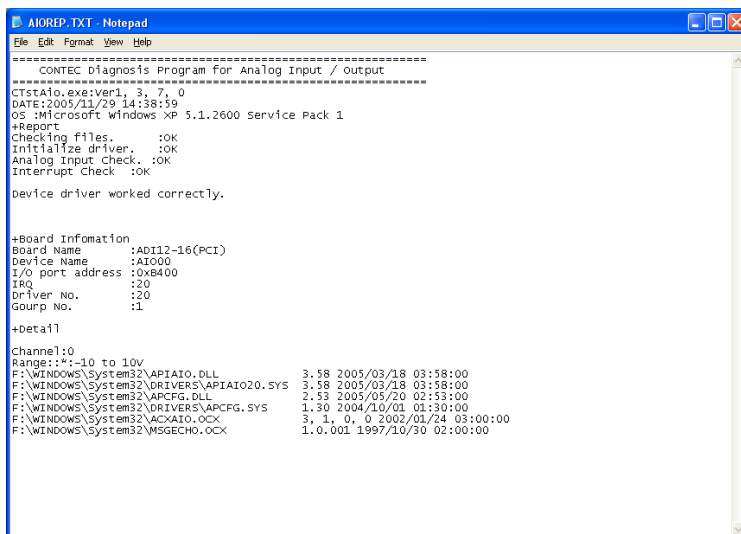 AIOREP.TXT - Notepad
File Edit Format View Help
==============================================================
CONTEC Diagnosis Program for Analog Input / Output
==============================================================
CTstAio.exe:Ver1, 3, 7, 0
DATE:2005/11/29 14:38:59
OS :Microsoft Windows XP 5.1.2600 Service Pack 1
+Report
Checking files. :OK
Initialize driver. :OK
Analog Input Check. :OK
Interrupt Check :OK
Device driver worked correctly.
+Board Infomation
Board Name :ADI12-16(PCI)
Device Name :AIO00
I/O port address :0xB400
IRQ :20
Driver No. :20
Gourp No. :1
+Detail
Channel:0
Range::*:-10 to 10V
F:\WINDOWS\System32\APIAIO.DLL 3.58 2005/03/18 03:58:00
F:\WINDOWS\System32\DRIVERS\APIAIO20.SYS 3.58 2005/03/18 03:58:00
F:\WINDOWS\System32\APCFG.DLL 2.53 2005/05/20 02:53:00
F:\WINDOWS\System32\DRIVERS\APCFG.SYS 1.30 2004/10/01 01:30:00
F:\WINDOWS\System32\ACXAIO.OCX 3, 1, 0, 0 2002/01/24 03:00:00
F:\WINDOWS\System32\MSGECHO.OCX 1.0.001 1997/10/30 02:00:00